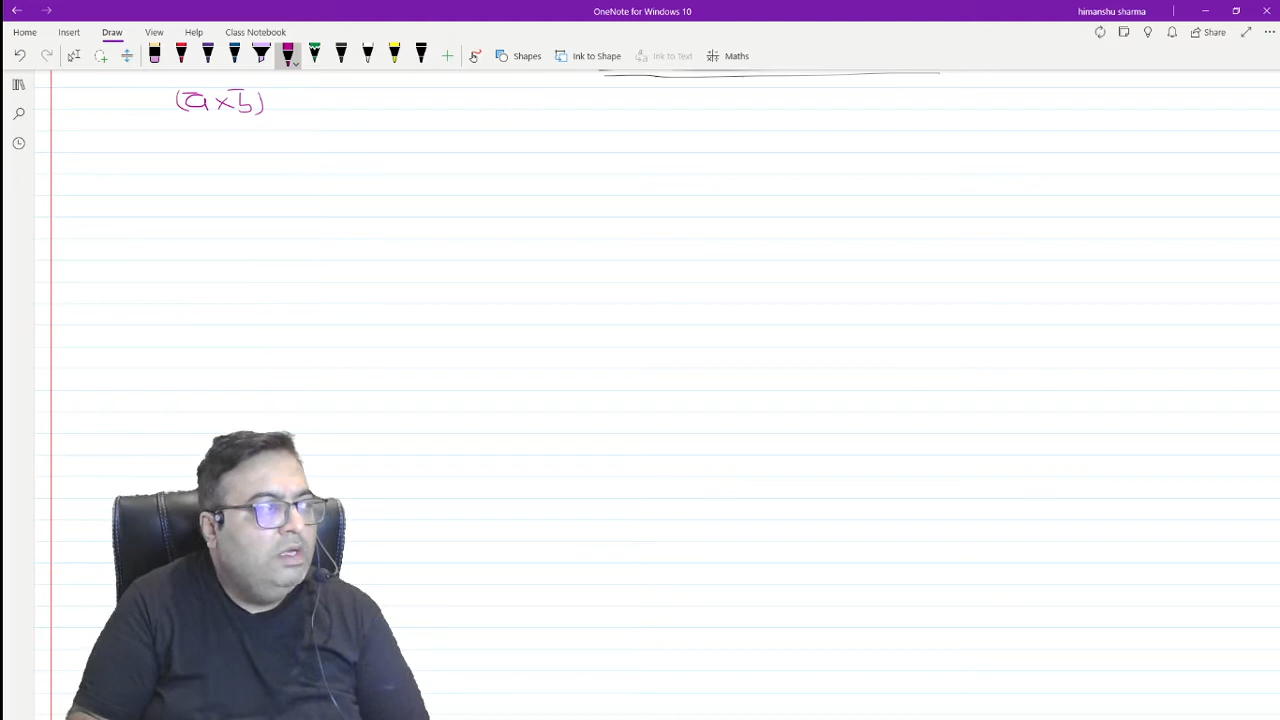 OneNote for Windows 10
himanshu sharma
Home Insert Draw View Help Class Notebook Share
Shapes Ink to Shape Ink to Text Maths
(a̅ × b̅)